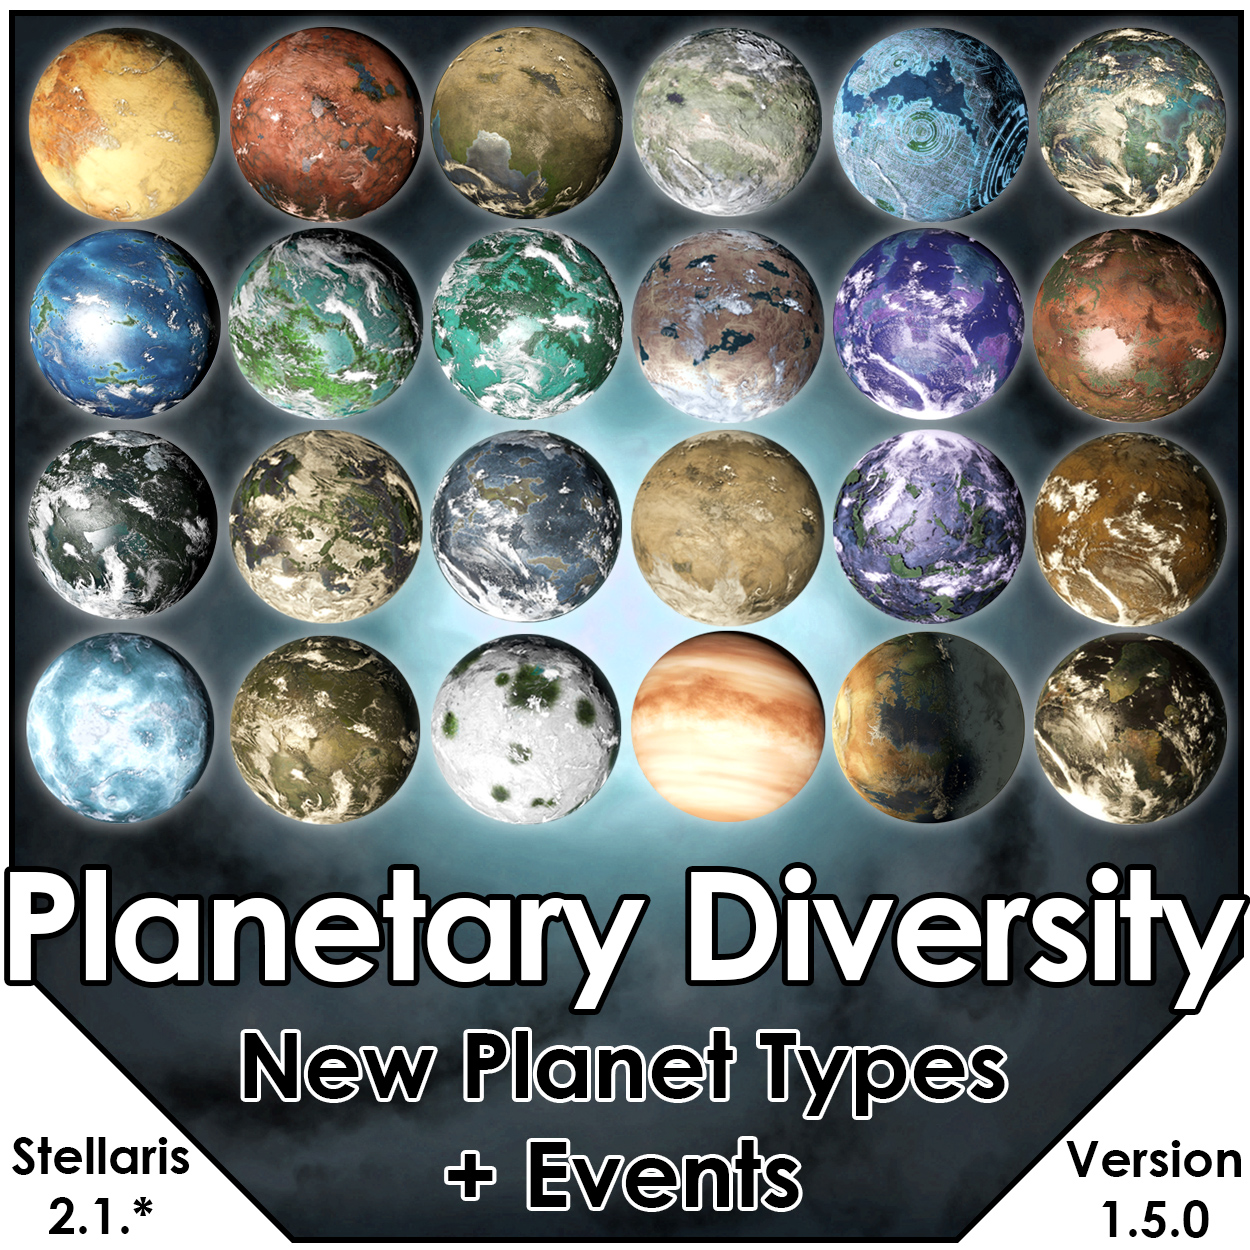 Planetary Diversity
New Planet Types
+ Events
Stellaris
2.1.*
Version
1.5.0